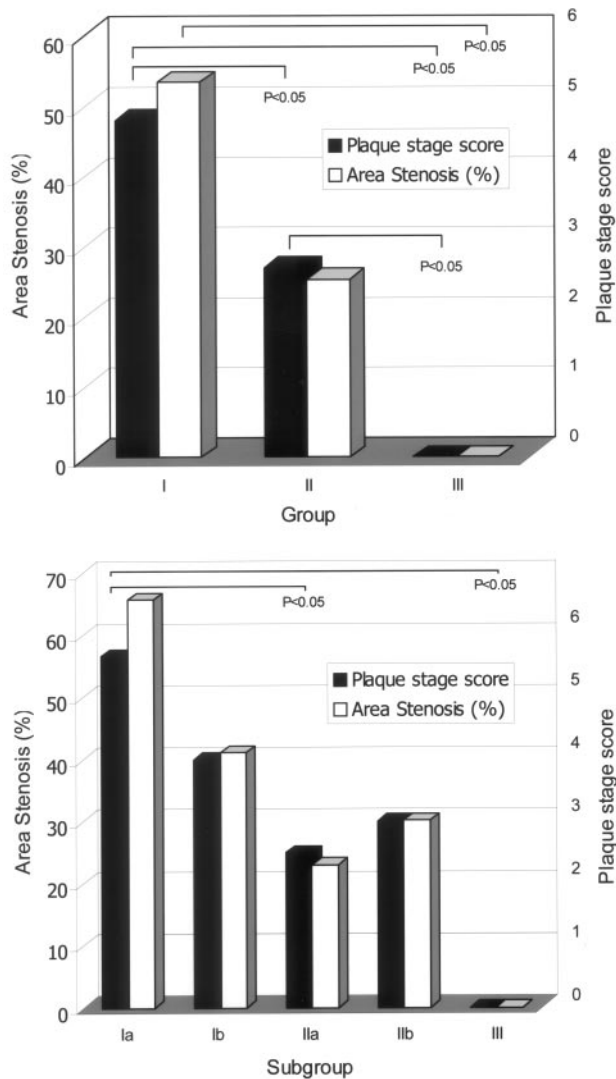 60
50
40
30
20
10
0
Area Stenosis (%)
6
5
4
3
2
1
0
Plaque stage score
P<0.05
P<0.05
P<0.05
Plaque stage score
Area Stenosis (%)
P<0.05
I II III
Group
70
60
50
40
30
20
10
0
Area Stenosis (%)
6
5
4
3
2
1
0
Plaque stage score
P<0.05
P<0.05
Plaque stage score
Area Stenosis (%)
Ia Ib IIa IIb III
Subgroup